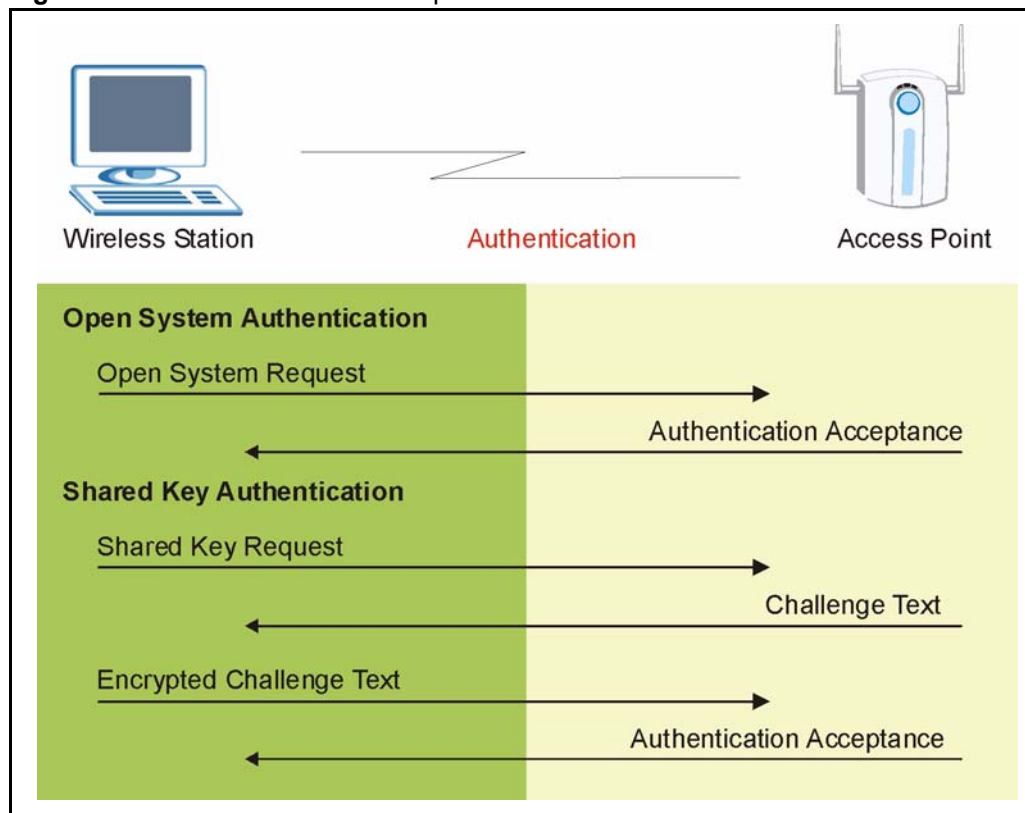 Wireless Station
Authentication
Access Point
Open System Authentication
Open System Request
Authentication Acceptance
Shared Key Authentication
Shared Key Request
Challenge Text
Encrypted Challenge Text
Authentication Acceptance